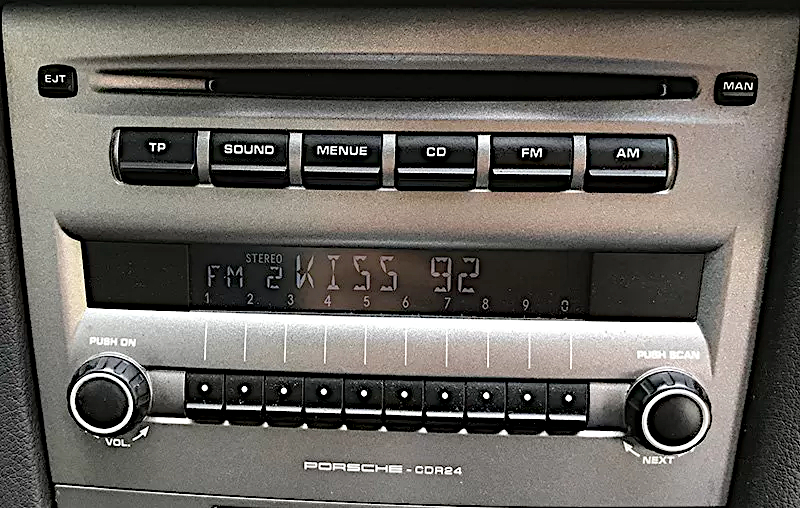 EJT
MAN
TP SOUND MENUE CD FM AM
STEREO
FM 2 KISS 92
1 2 3 4 5 6 7 8 9 0
PUSH ON
PUSH SCAN
VOL.
NEXT
PORSCHE - CDR24